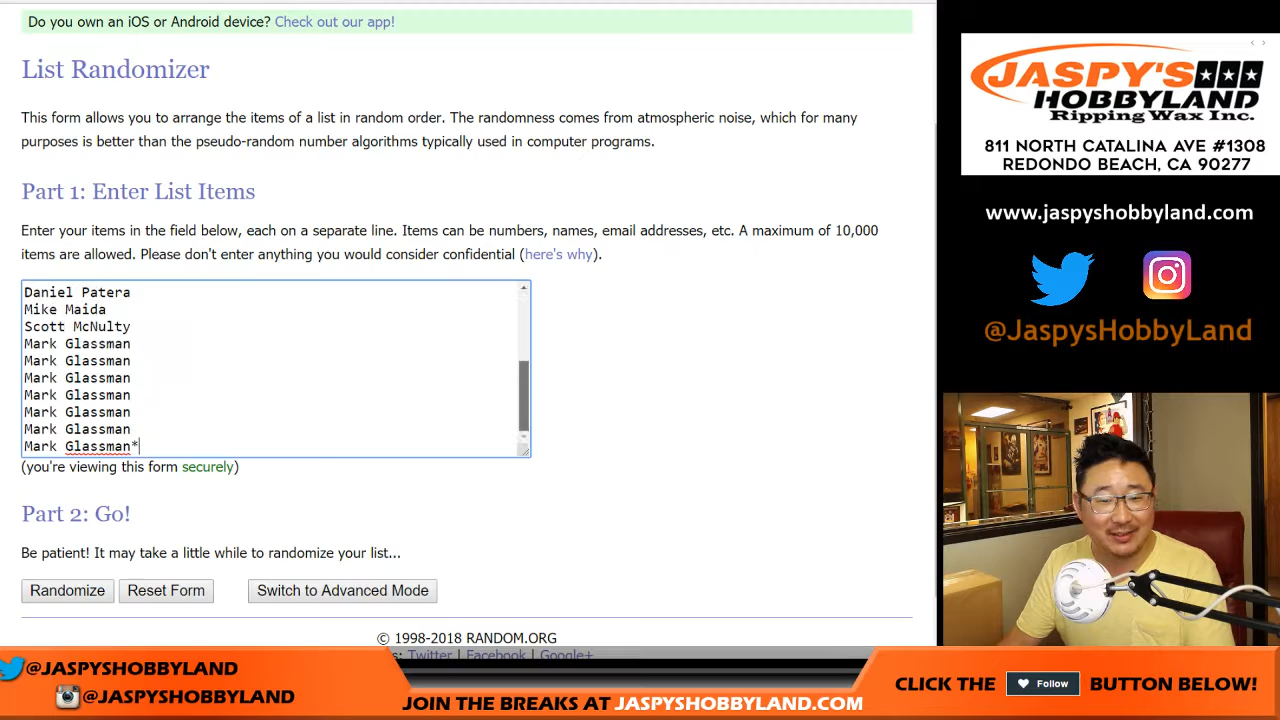 Do you own an iOS or Android device? Check out our app!
List Randomizer
This form allows you to arrange the items of a list in random order. The randomness comes from atmospheric noise, which for many
purposes is better than the pseudo-random number algorithms typically used in computer programs.
Part 1: Enter List Items
Enter your items in the field below, each on a separate line. Items can be numbers, names, email addresses, etc. A maximum of 10,000
items are allowed. Please don't enter anything you would consider confidential (here's why).
Daniel Patera
Mike Maida
Scott McNulty
Mark Glassman
Mark Glassman
Mark Glassman
Mark Glassman
Mark Glassman
Mark Glassman
Mark Glassman*
(you're viewing this form securely)
Part 2: Go!
Be patient! It may take a little while to randomize your list...
Randomize
Reset Form
Switch to Advanced Mode
© 1998-2018 RANDOM.ORG
Twitter | Facebook | Google+
JASPY'S
HOBBYLAND
Ripping Wax Inc.
811 NORTH CATALINA AVE #1308
REDONDO BEACH, CA 90277
www.jaspyshobbyland.com
@JaspysHobbyLand
@JASPYSHOBBYLAND
@JASPYSHOBBYLAND
JOIN THE BREAKS AT JASPYSHOBBYLAND.COM
CLICK THE Follow BUTTON BELOW!